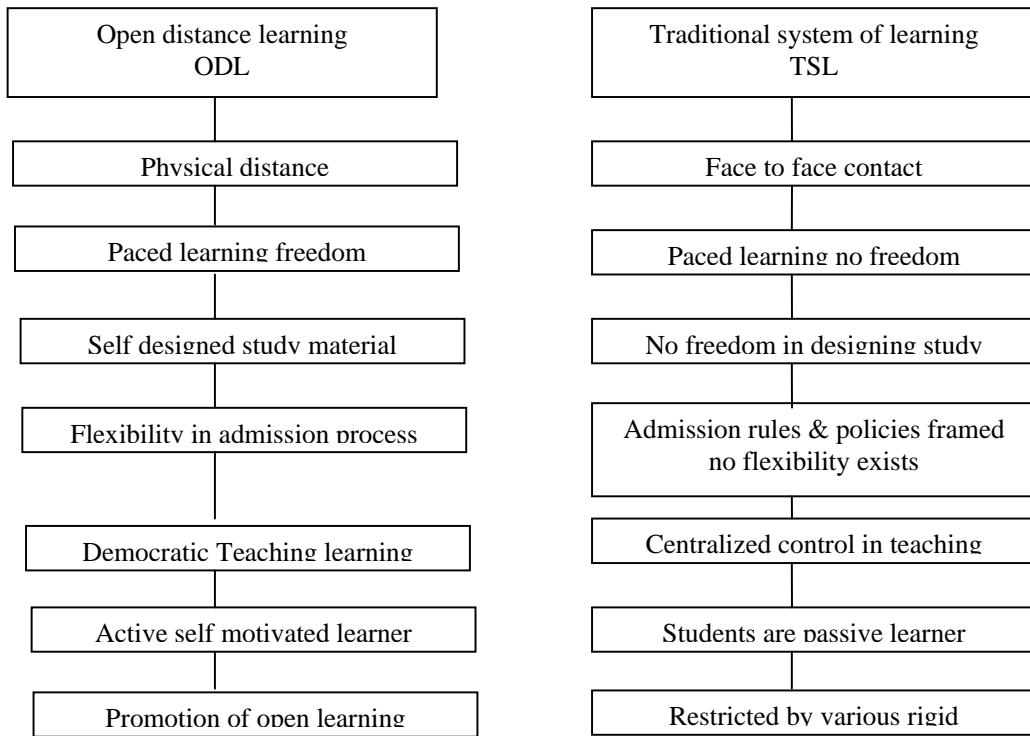 Open distance learning
ODL
Physical distance
Paced learning freedom
Self designed study material
Flexibility in admission process
Democratic Teaching learning
Active self motivated learner
Promotion of open learning
Traditional system of learning
TSL
Face to face contact
Paced learning no freedom
No freedom in designing study
Admission rules & policies framed
no flexibility exists
Centralized control in teaching
Students are passive learner
Restricted by various rigid